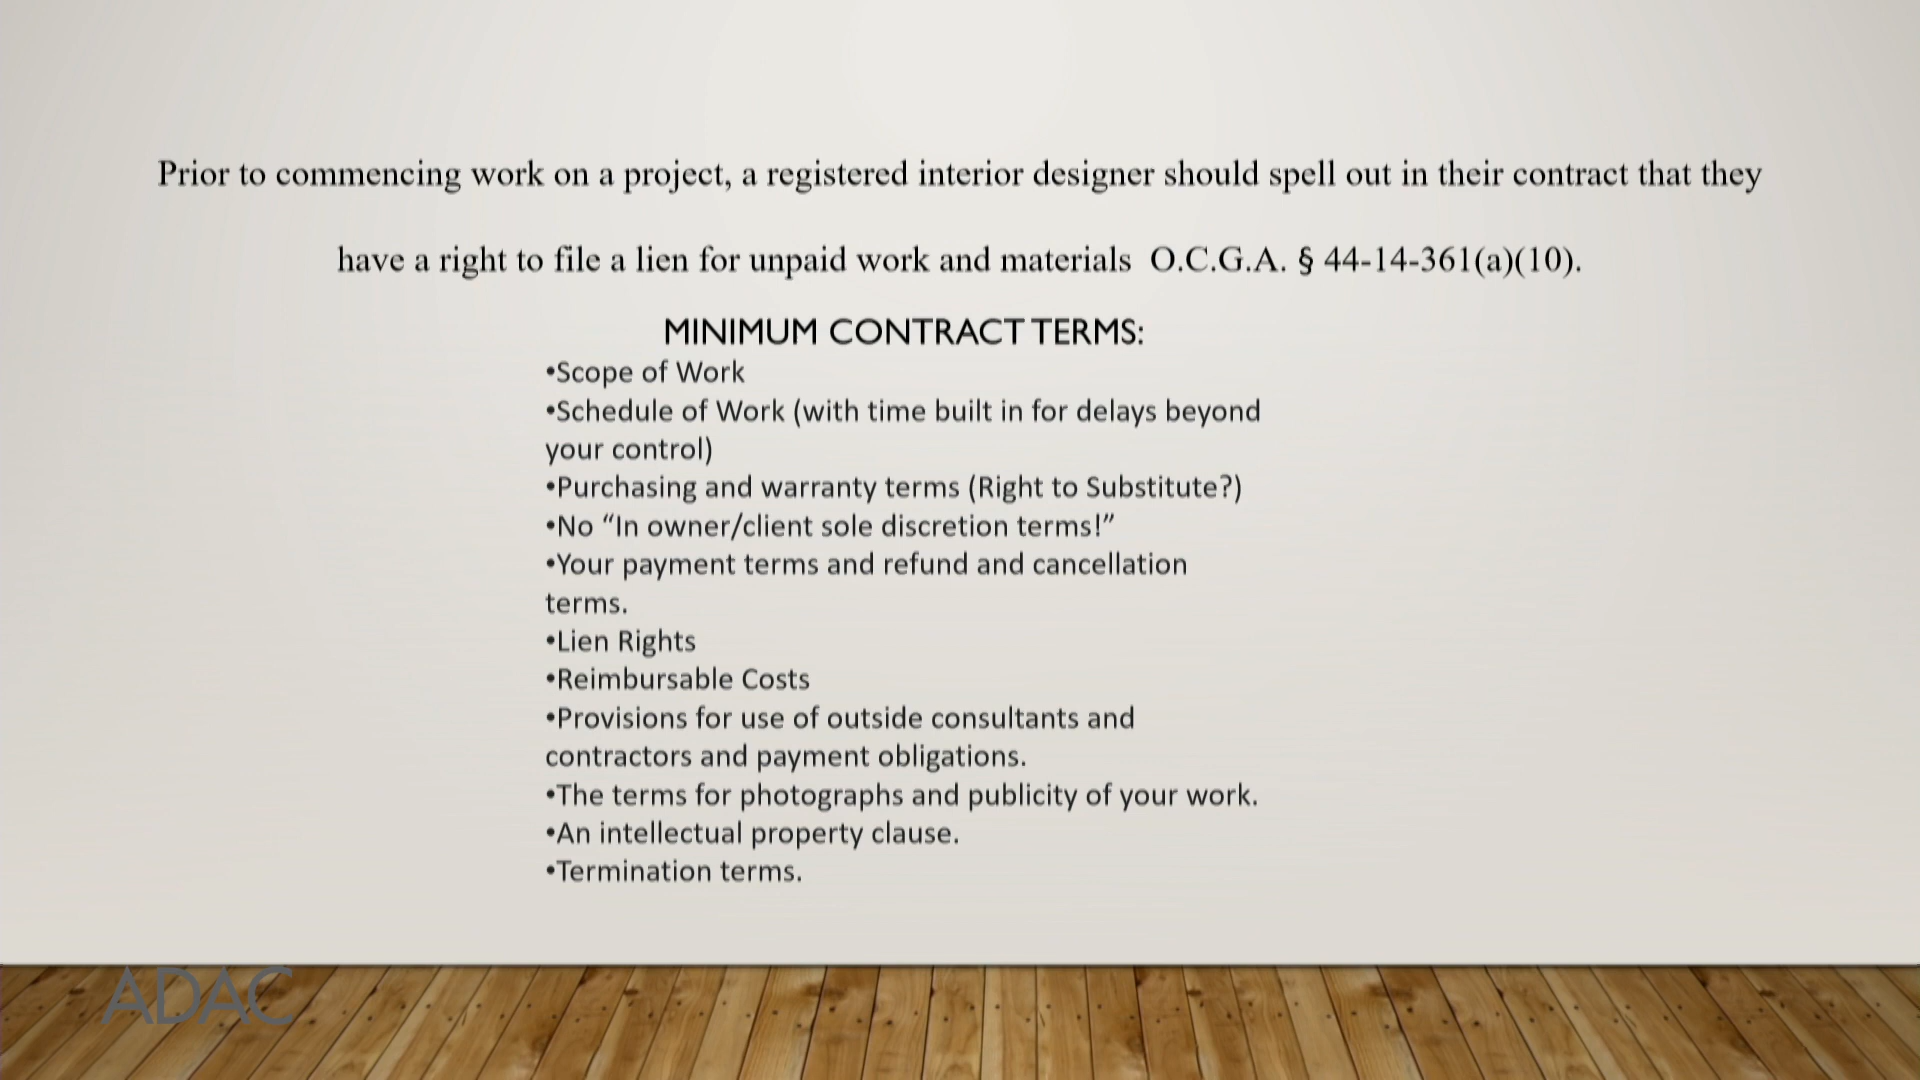 Prior to commencing work on a project, a registered interior designer should spell out in their contract that they
have a right to file a lien for unpaid work and materials  O.C.G.A. § 44-14-361(a)(10).
MINIMUM CONTRACT TERMS:
•Scope of Work
•Schedule of Work (with time built in for delays beyond
your control)
•Purchasing and warranty terms (Right to Substitute?)
•No “In owner/client sole discretion terms!”
•Your payment terms and refund and cancellation
terms.
•Lien Rights
•Reimbursable Costs
•Provisions for use of outside consultants and
contractors and payment obligations.
•The terms for photographs and publicity of your work.
•An intellectual property clause.
•Termination terms.
ADAC